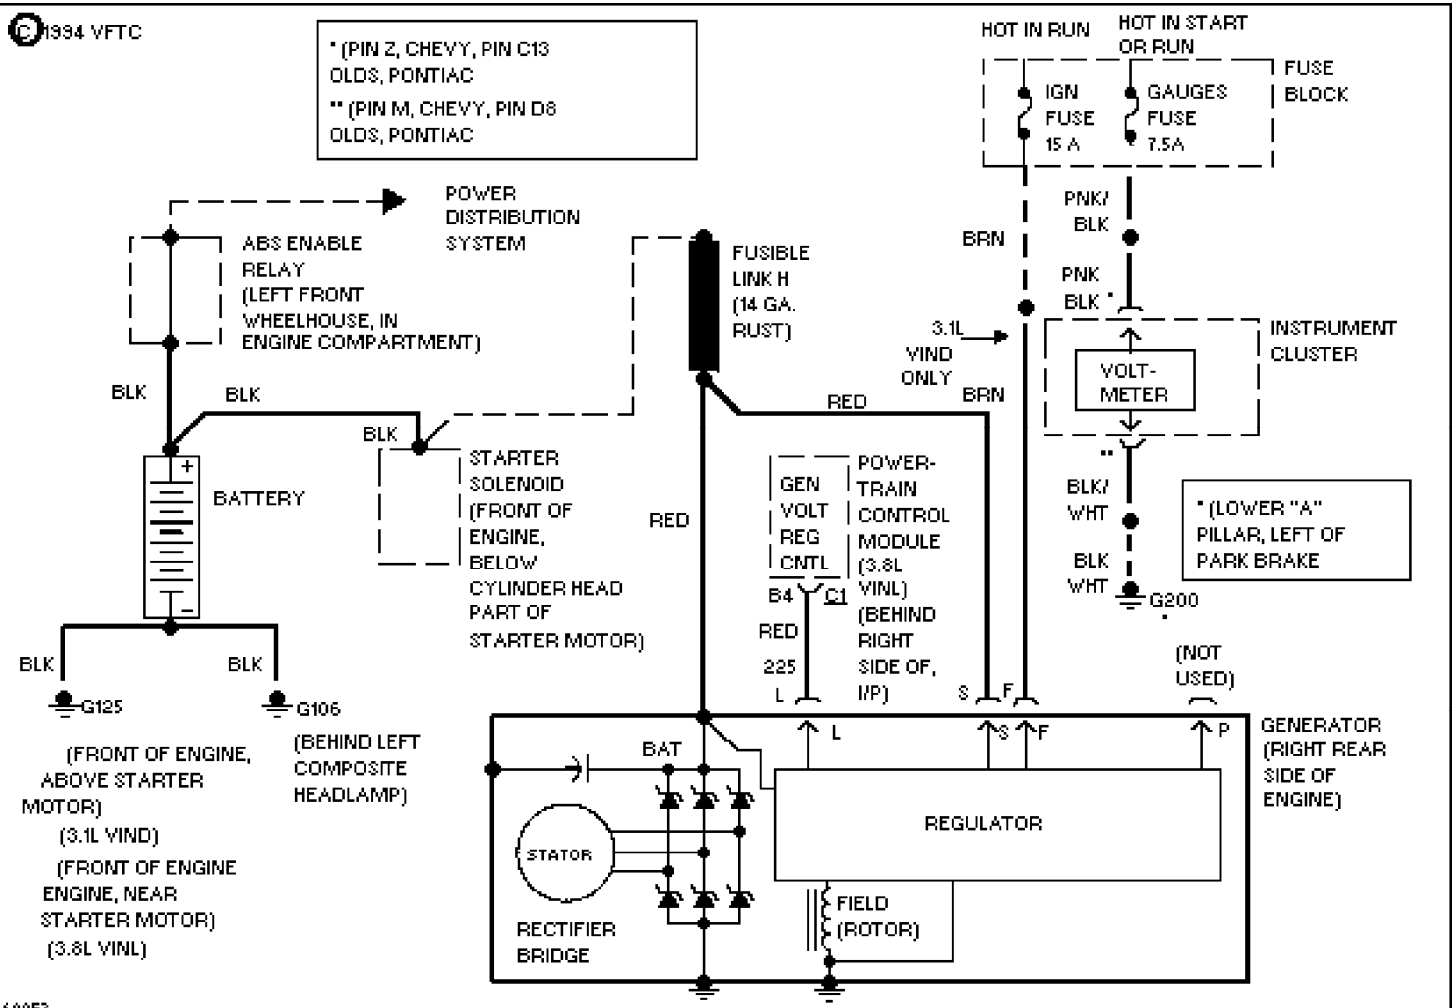 © 1994 VFTC
* (PIN Z, CHEVY, PIN C13
OLDS, PONTIAC
** (PIN M, CHEVY, PIN D8
OLDS, PONTIAC
HOT IN RUN
HOT IN START
OR RUN
FUSE
BLOCK
IGN
FUSE
15 A
GAUGES
FUSE
7.5A
POWER
DISTRIBUTION
SYSTEM
ABS ENABLE
RELAY
(LEFT FRONT
WHEELHOUSE, IN
ENGINE COMPARTMENT)
FUSIBLE
LINK H
(14 GA.
RUST)
BRN
PNK/
BLK
PNK
BLK *
3.1L
VIND
ONLY
BRN
INSTRUMENT
CLUSTER
VOLT-
METER
**
BLK
BLK
BLK
RED
+
BATTERY
-
STARTER
SOLENOID
(FRONT OF
ENGINE,
BELOW
CYLINDER HEAD
PART OF
STARTER MOTOR)
RED
GEN
VOLT
REG
CNTL
POWER-
TRAIN
CONTROL
MODULE
(3.8L
VINL)
(BEHIND
RIGHT
SIDE OF,
I/P)
B4
C1
RED
225
L
S
F
BLK/
WHT
BLK
WHT
G200
*
* (LOWER "A"
PILLAR, LEFT OF
PARK BRAKE
(NOT
USED)
BLK
BLK
G125
G106
(FRONT OF ENGINE,
ABOVE STARTER
MOTOR)
(3.1L VIND)
(FRONT OF ENGINE
ENGINE, NEAR
STARTER MOTOR)
(3.8L VINL)
(BEHIND LEFT
COMPOSITE
HEADLAMP)
L
S
F
P
GENERATOR
(RIGHT REAR
SIDE OF
ENGINE)
BAT
STATOR
REGULATOR
RECTIFIER
BRIDGE
FIELD
(ROTOR)